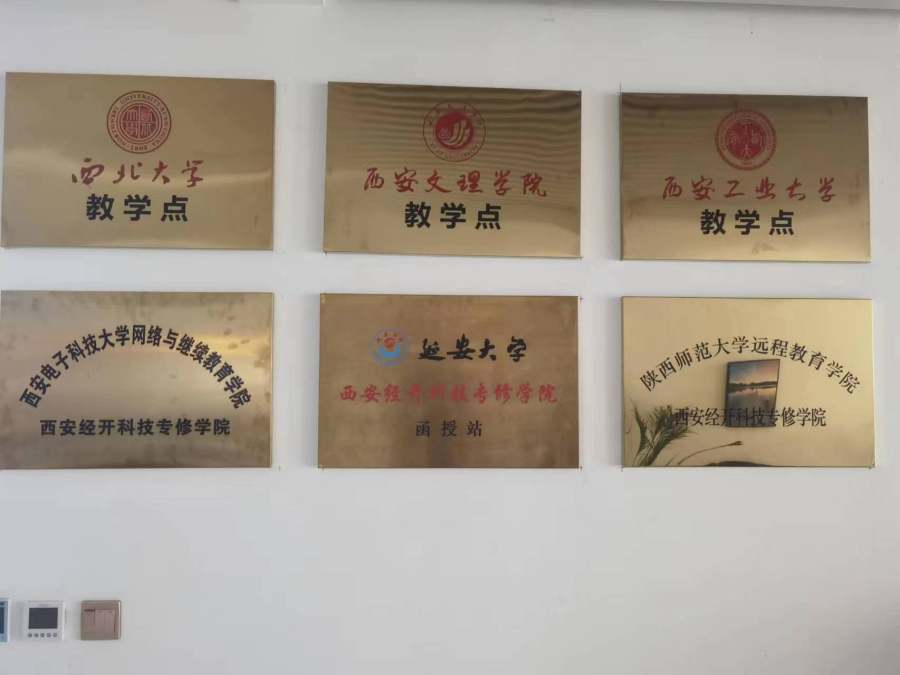 西北大学
教学点
西安文理学院
教学点
西安工业大学
教学点
西安电子科技大学网络与继续教育学院
西安经开科技专修学院
延安大学
西安经开科技专修学院
函授站
陕西师范大学远程教育学院
西安经开科技专修学院